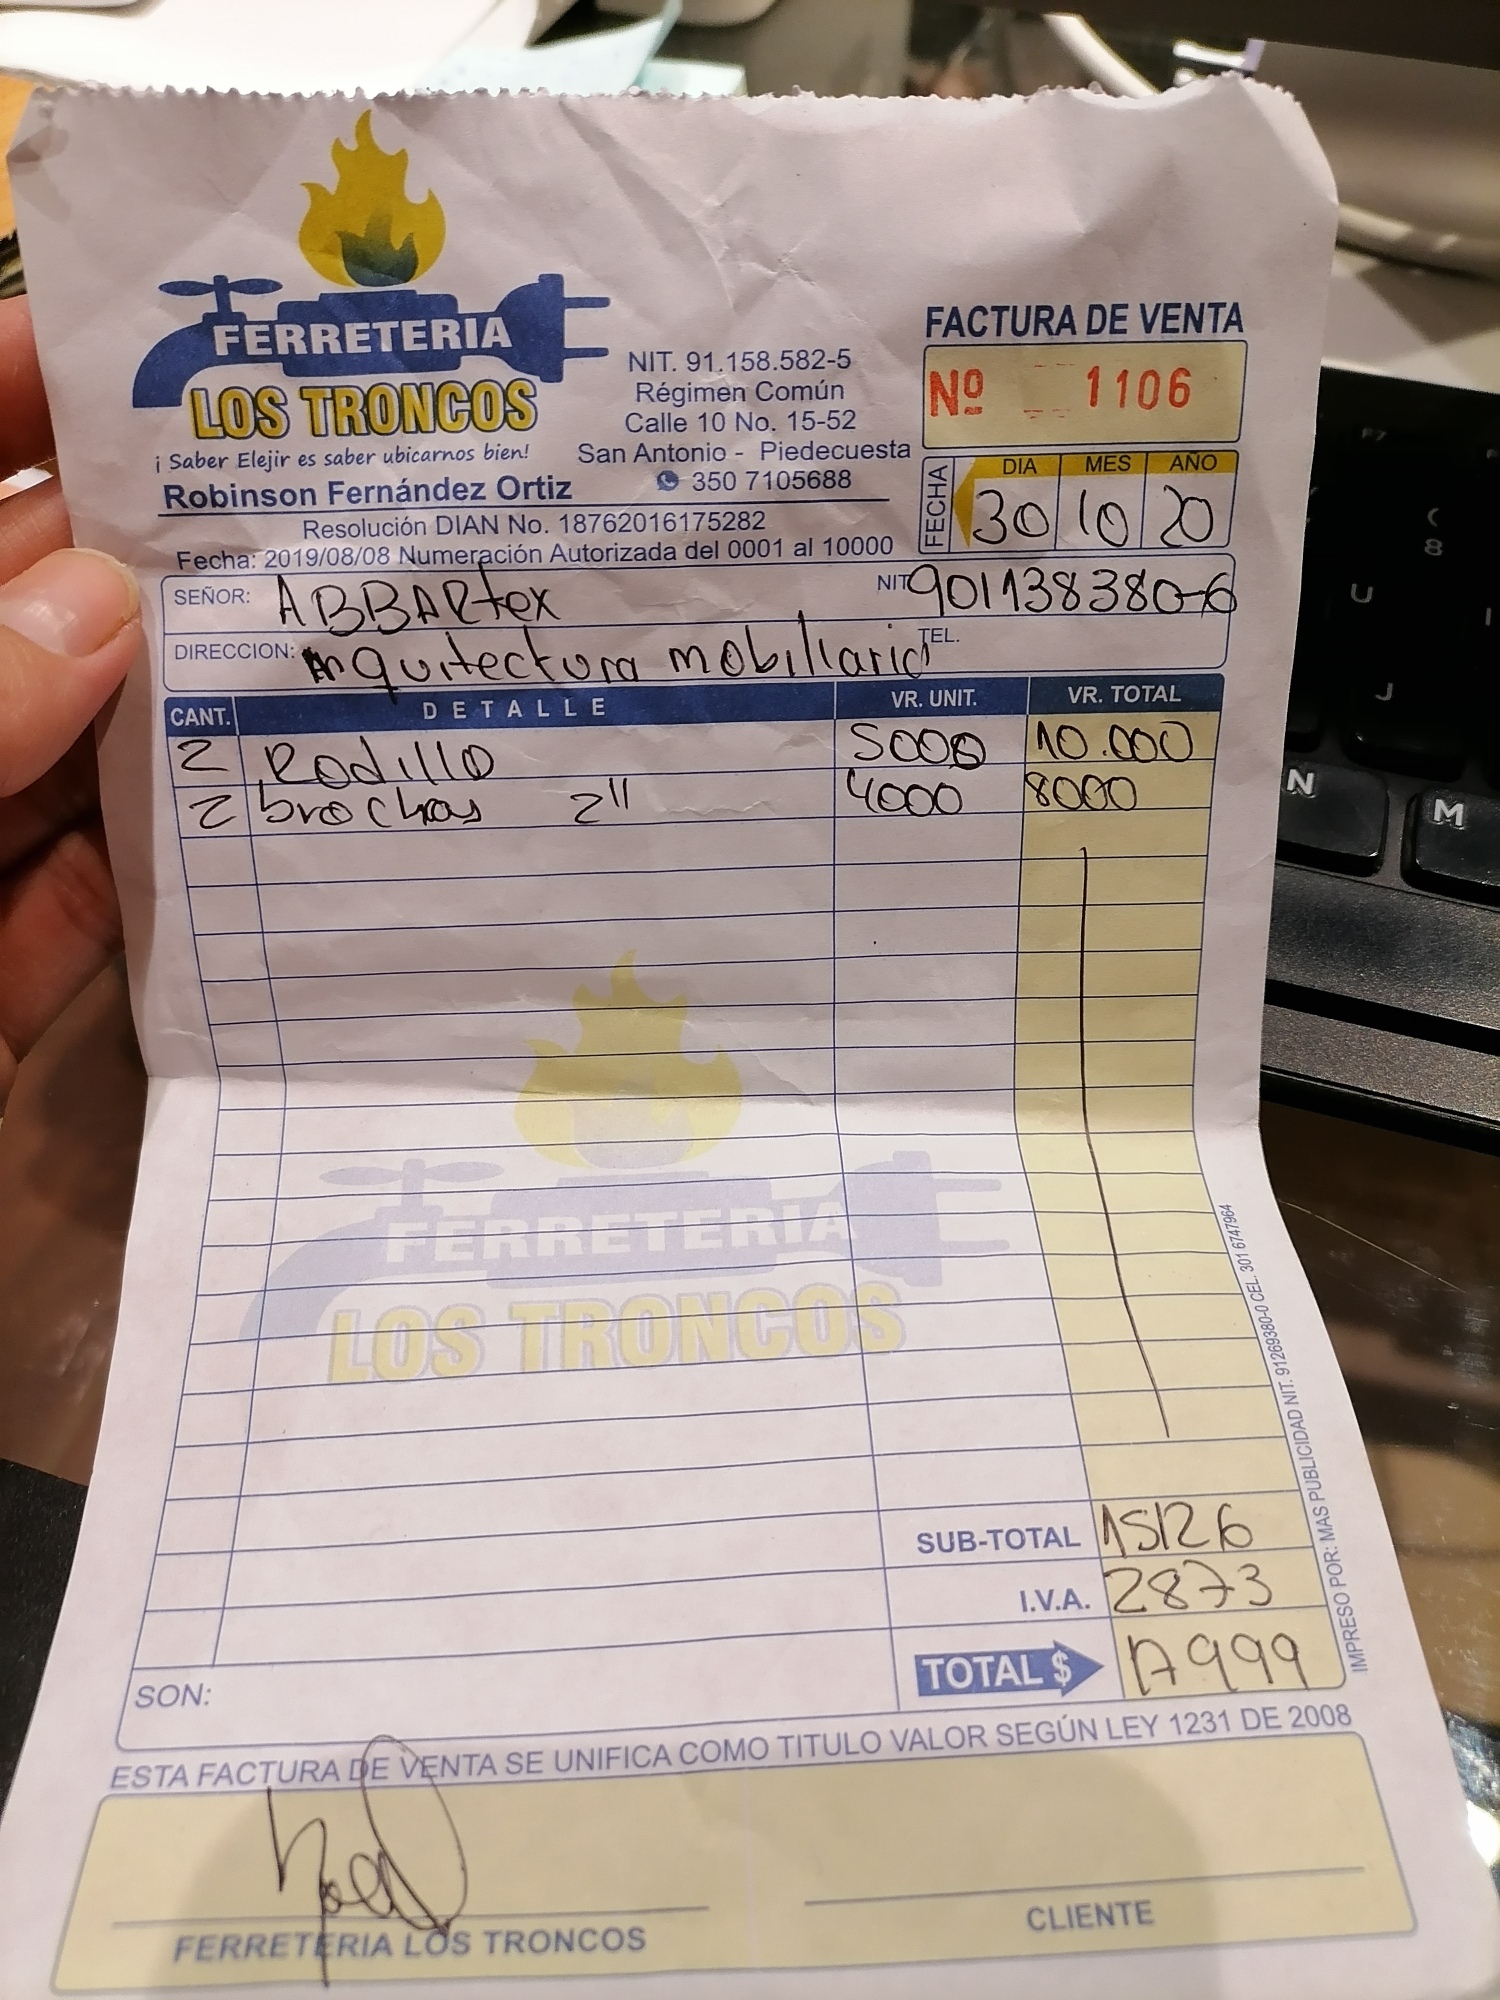 FERRETERIA
LOS TRONCOS
¡ Saber Elejir es saber ubicarnos bien!
Robinson Fernández Ortiz
NIT. 91.158.582-5
Régimen Común
Calle 10 No. 15-52
San Antonio - Piedecuesta
350 7105688
Resolución DIAN No. 18762016175282
Fecha: 2019/08/08 Numeración Autorizada del 0001 al 10000
FACTURA DE VENTA
Nº 1106
FECHA DIA MES AÑO
30 10 20
SEÑOR: ABBARtex NIT 901138380-6
DIRECCION: Arquitectura mobiliario TEL.
CANT. DETALLE VR. UNIT. VR. TOTAL
2 Rodillo 5000 10.000
2 brochas 2" 4000 8000
FERRETERIA
LOS TRONCOS
SUB-TOTAL 15126
I.V.A. 2873
TOTAL $ 17999
SON:
IMPRESO POR: MAS PUBLICIDAD NIT. 91269380-0 CEL. 301 6747964
ESTA FACTURA DE VENTA SE UNIFICA COMO TITULO VALOR SEGÚN LEY 1231 DE 2008
FERRETERIA LOS TRONCOS
CLIENTE
F7
8
U
J
N
M